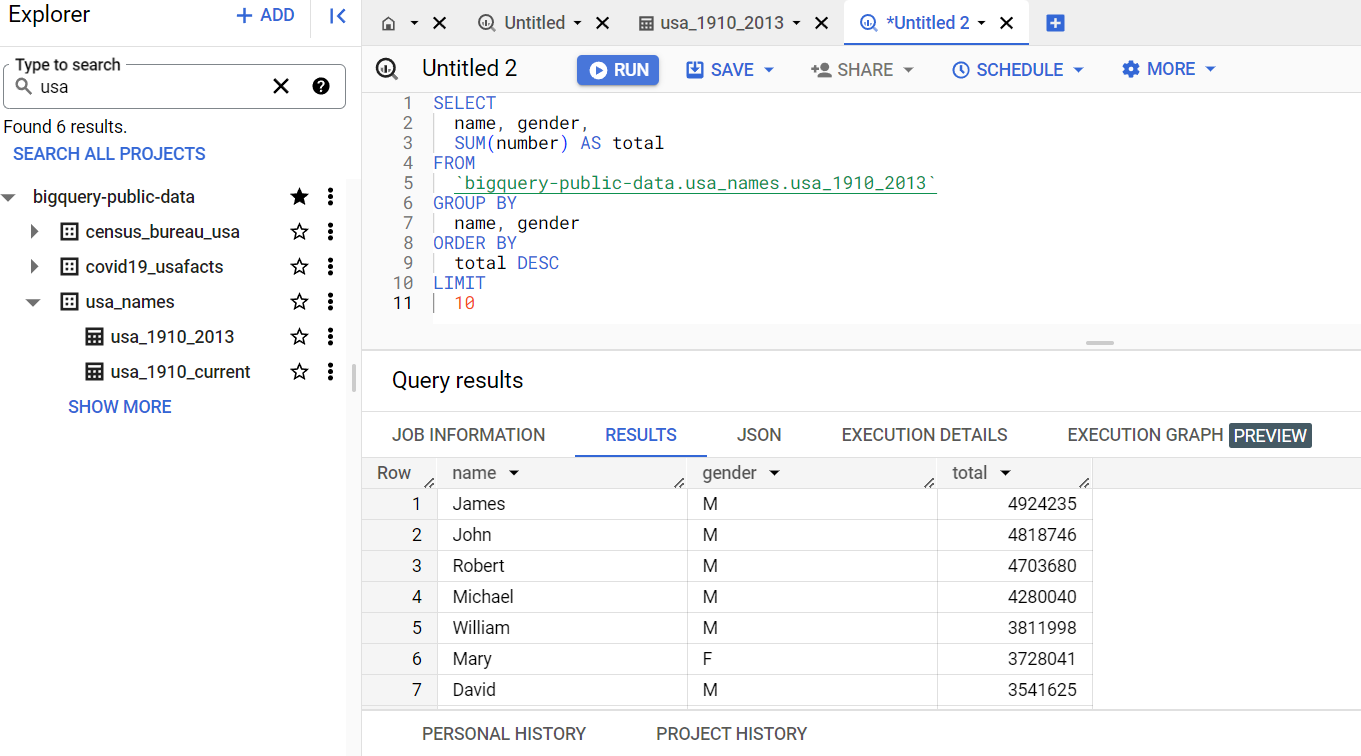 Explorer
+ ADD
Type to search
usa
Found 6 results.
SEARCH ALL PROJECTS
bigquery-public-data
census_bureau_usa
covid19_usafacts
usa_names
usa_1910_2013
usa_1910_current
SHOW MORE
Untitled
usa_1910_2013
*Untitled 2
Untitled 2
RUN
SAVE
SHARE
SCHEDULE
MORE
1 SELECT
2 name, gender,
3 SUM(number) AS total
4 FROM
5 `bigquery-public-data.usa_names.usa_1910_2013`
6 GROUP BY
7 name, gender
8 ORDER BY
9 total DESC
10 LIMIT
11 10
Query results
JOB INFORMATION RESULTS JSON EXECUTION DETAILS EXECUTION GRAPH PREVIEW
Row name gender total
1 James M 4924235
2 John M 4818746
3 Robert M 4703680
4 Michael M 4280040
5 William M 3811998
6 Mary F 3728041
7 David M 3541625
PERSONAL HISTORY PROJECT HISTORY